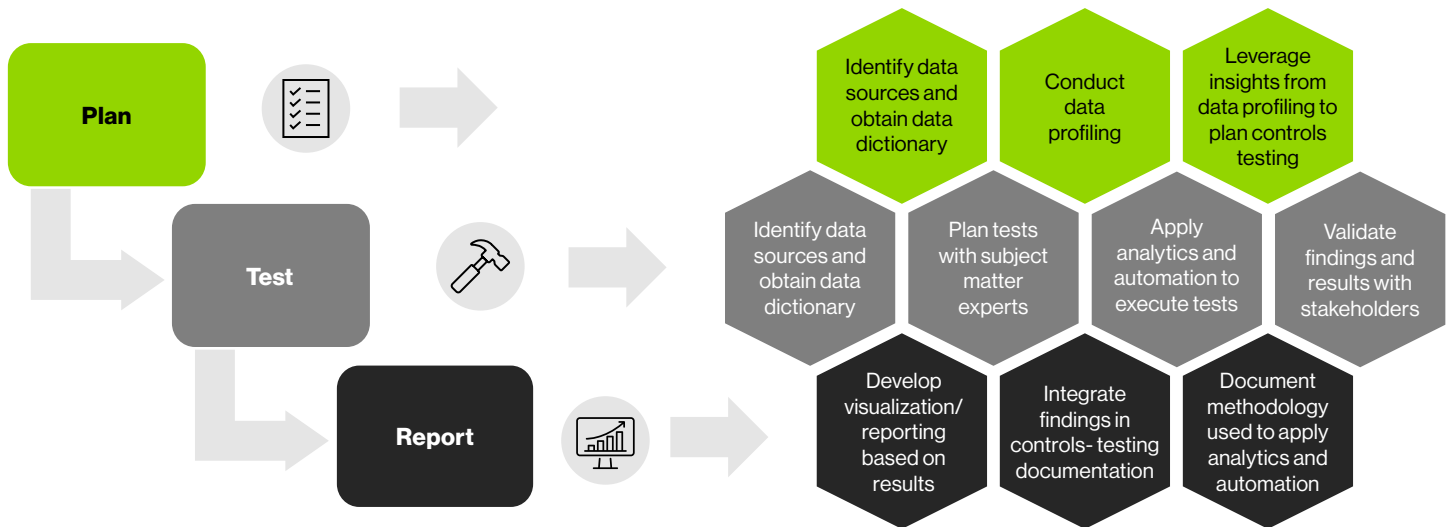 Plan
Identify data
sources and
obtain data
dictionary
Conduct
data
profiling
Leverage
insights from
data profiling to
plan controls
testing
Test
Identify data
sources and
obtain data
dictionary
Plan tests
with subject
matter
experts
Apply
analytics and
automation to
execute tests
Validate
findings and
results with
stakeholders
Report
Develop
visualization/
reporting
based on
results
Integrate
findings in
controls- testing
documentation
Document
methodology
used to apply
analytics and
automation